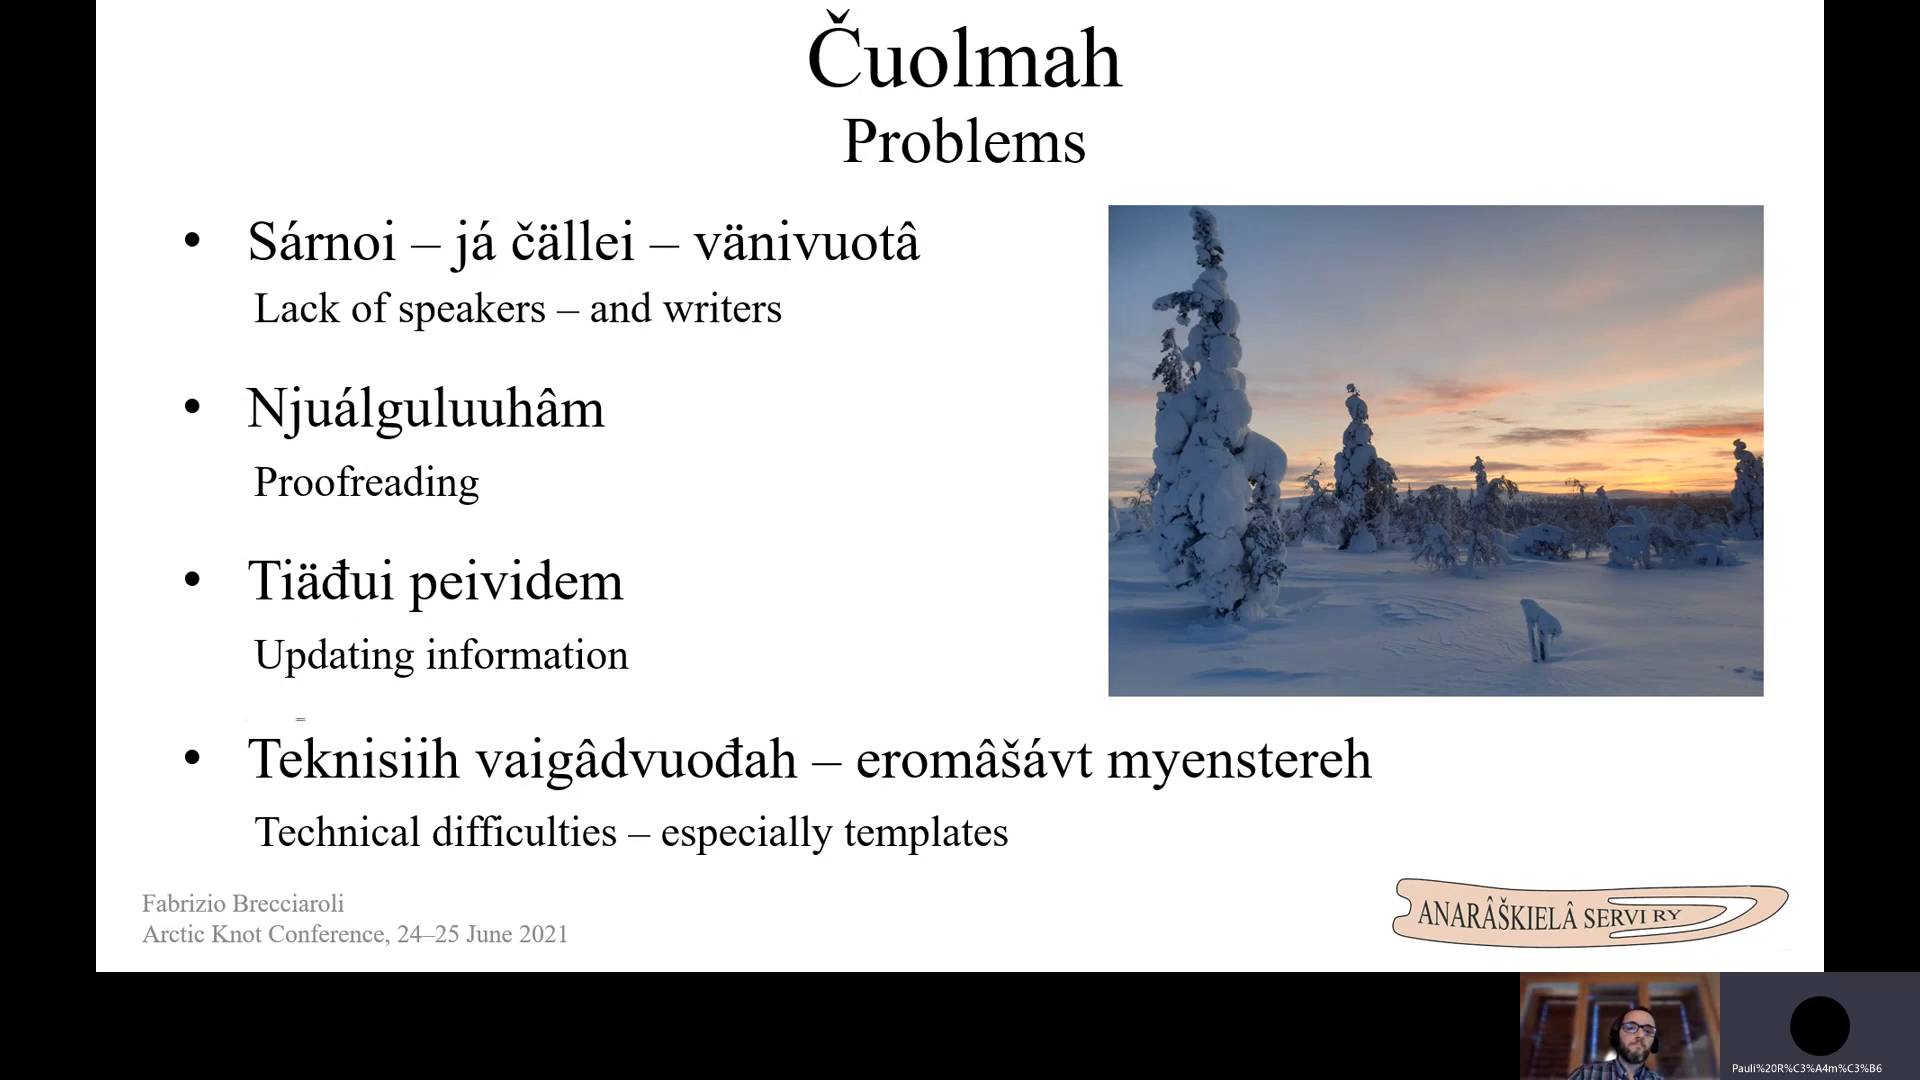 Čuolmah
Problems
• Sárnoi – já čällei – vänivuotâ
Lack of speakers – and writers
• Njuálguluuhâm
Proofreading
• Tiäđui peividem
Updating information
• Teknisiih vaigâdvuođah – eromâšávt myenstereh
Technical difficulties – especially templates
Fabrizio Brecciaroli
Arctic Knot Conference, 24–25 June 2021
ANARÂŠKIELÂ SERVI RY
Pauli%20R%C3%A4m%C3%B6